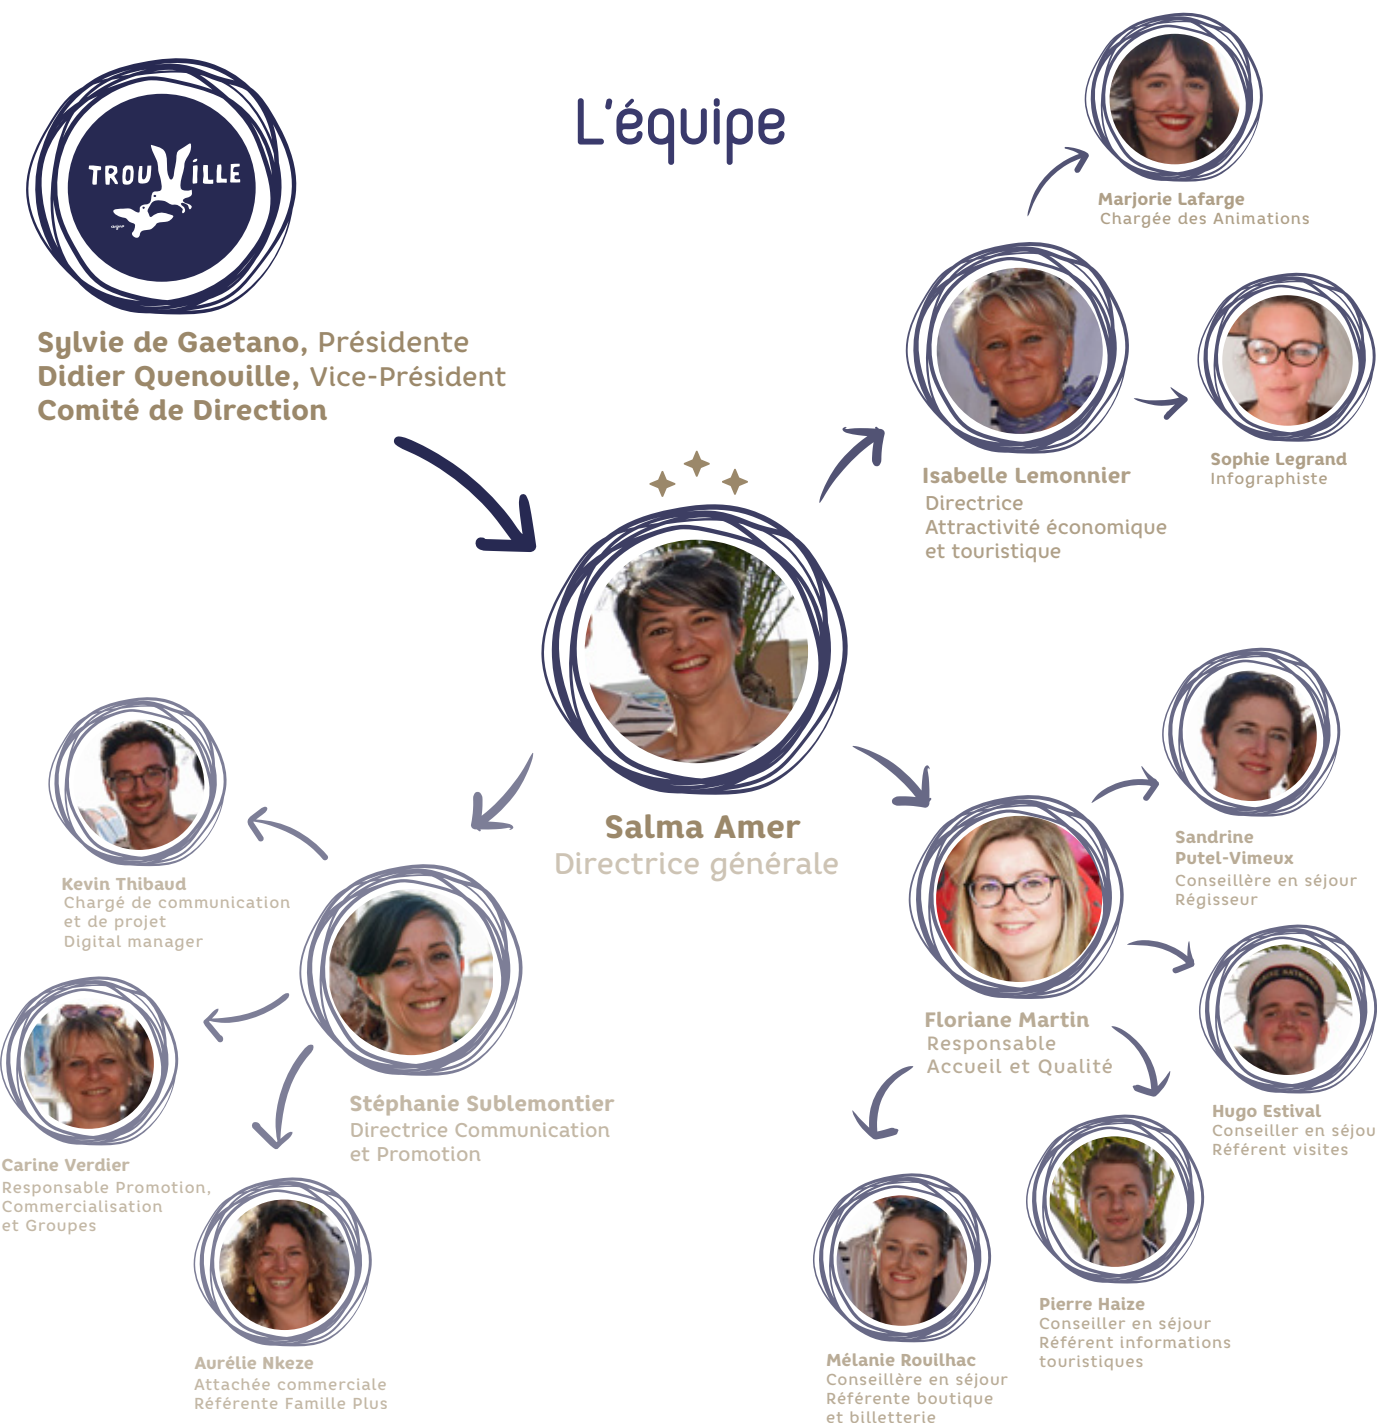 L'équipe
TROUVILLE
Sylvie de Gaetano, Présidente
Didier Quenouille, Vice-Président
Comité de Direction
Marjorie Lafarge
Chargée des Animations
Isabelle Lemonnier
Directrice
Attractivité économique
et touristique
Sophie Legrand
Infographiste
Salma Amer
Directrice générale
Kevin Thibaud
Chargé de communication
et de projet
Digital manager
Stéphanie Sublemontier
Directrice Communication
et Promotion
Carine Verdier
Responsable Promotion,
Commercialisation
et Groupes
Aurélie Nkeze
Attachée commerciale
Référente Famille Plus
Sandrine
Putel-Vimeux
Conseillère en séjour
Régisseur
Floriane Martin
Responsable
Accueil et Qualité
Hugo Estival
Conseiller en séjou
Référent visites
Pierre Haize
Conseiller en séjour
Référent informations
touristiques
Mélanie Rouilhac
Conseillère en séjour
Référente boutique
et billetterie